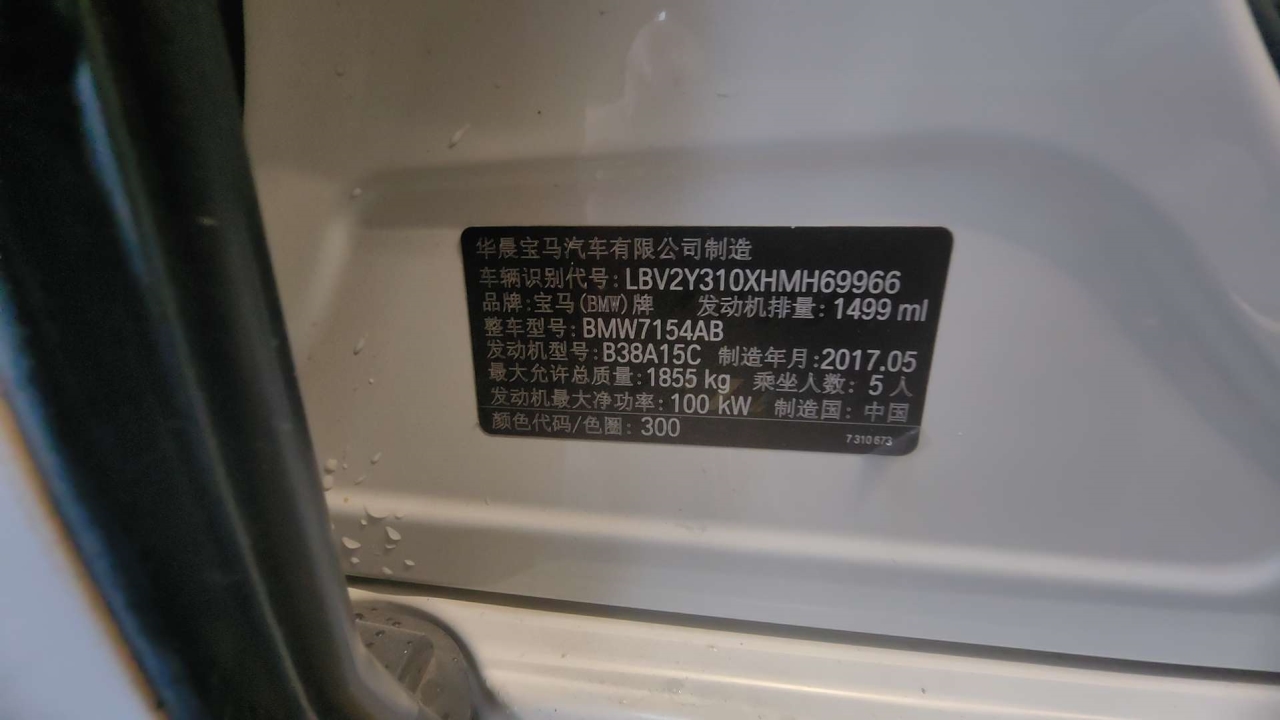 华晨宝马汽车有限公司制造
车辆识别代号: LBV2Y310XHMH69966
品牌: 宝马(BMW)牌 发动机排量: 1499 ml
整车型号: BMW7154AB
发动机型号: B38A15C 制造年月: 2017.05
最大允许总质量: 1855 kg 乘坐人数: 5人
发动机最大净功率: 100 kW 制造国: 中国
颜色代码/色圈: 300
7 310 673